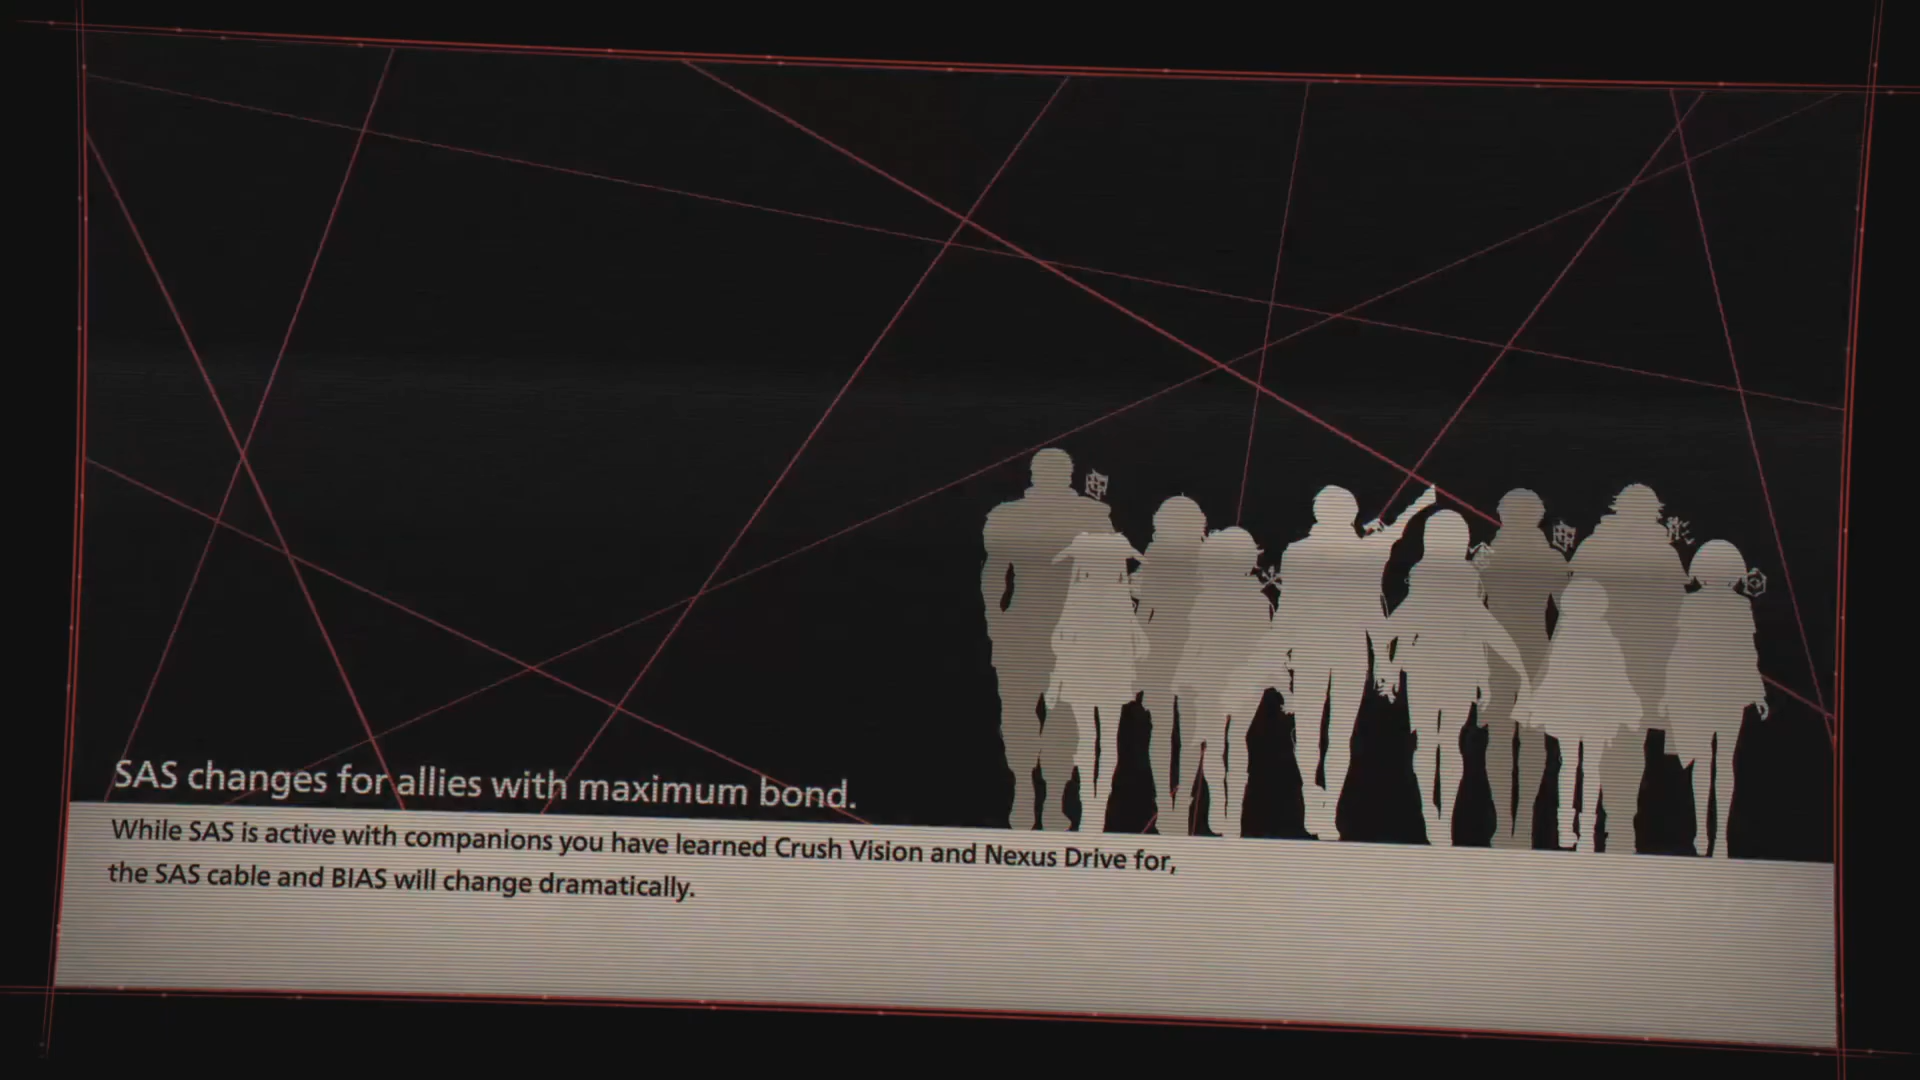 SAS changes for allies with maximum bond.
While SAS is active with companions you have learned Crush Vision and Nexus Drive for,
the SAS cable and BIAS will change dramatically.